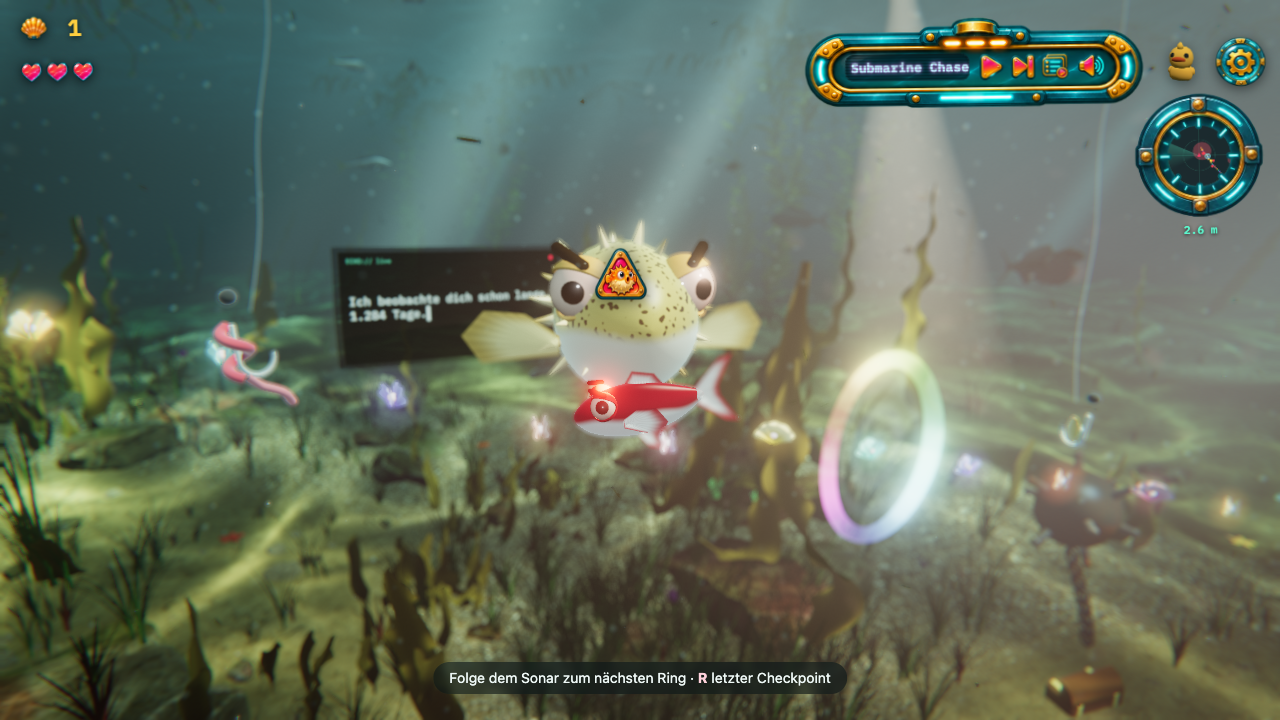 1
Submarine Chase
2.6 m
Ich beobachte dich schon lange.
1.284 Tage.
Folge dem Sonar zum nächsten Ring · R letzter Checkpoint